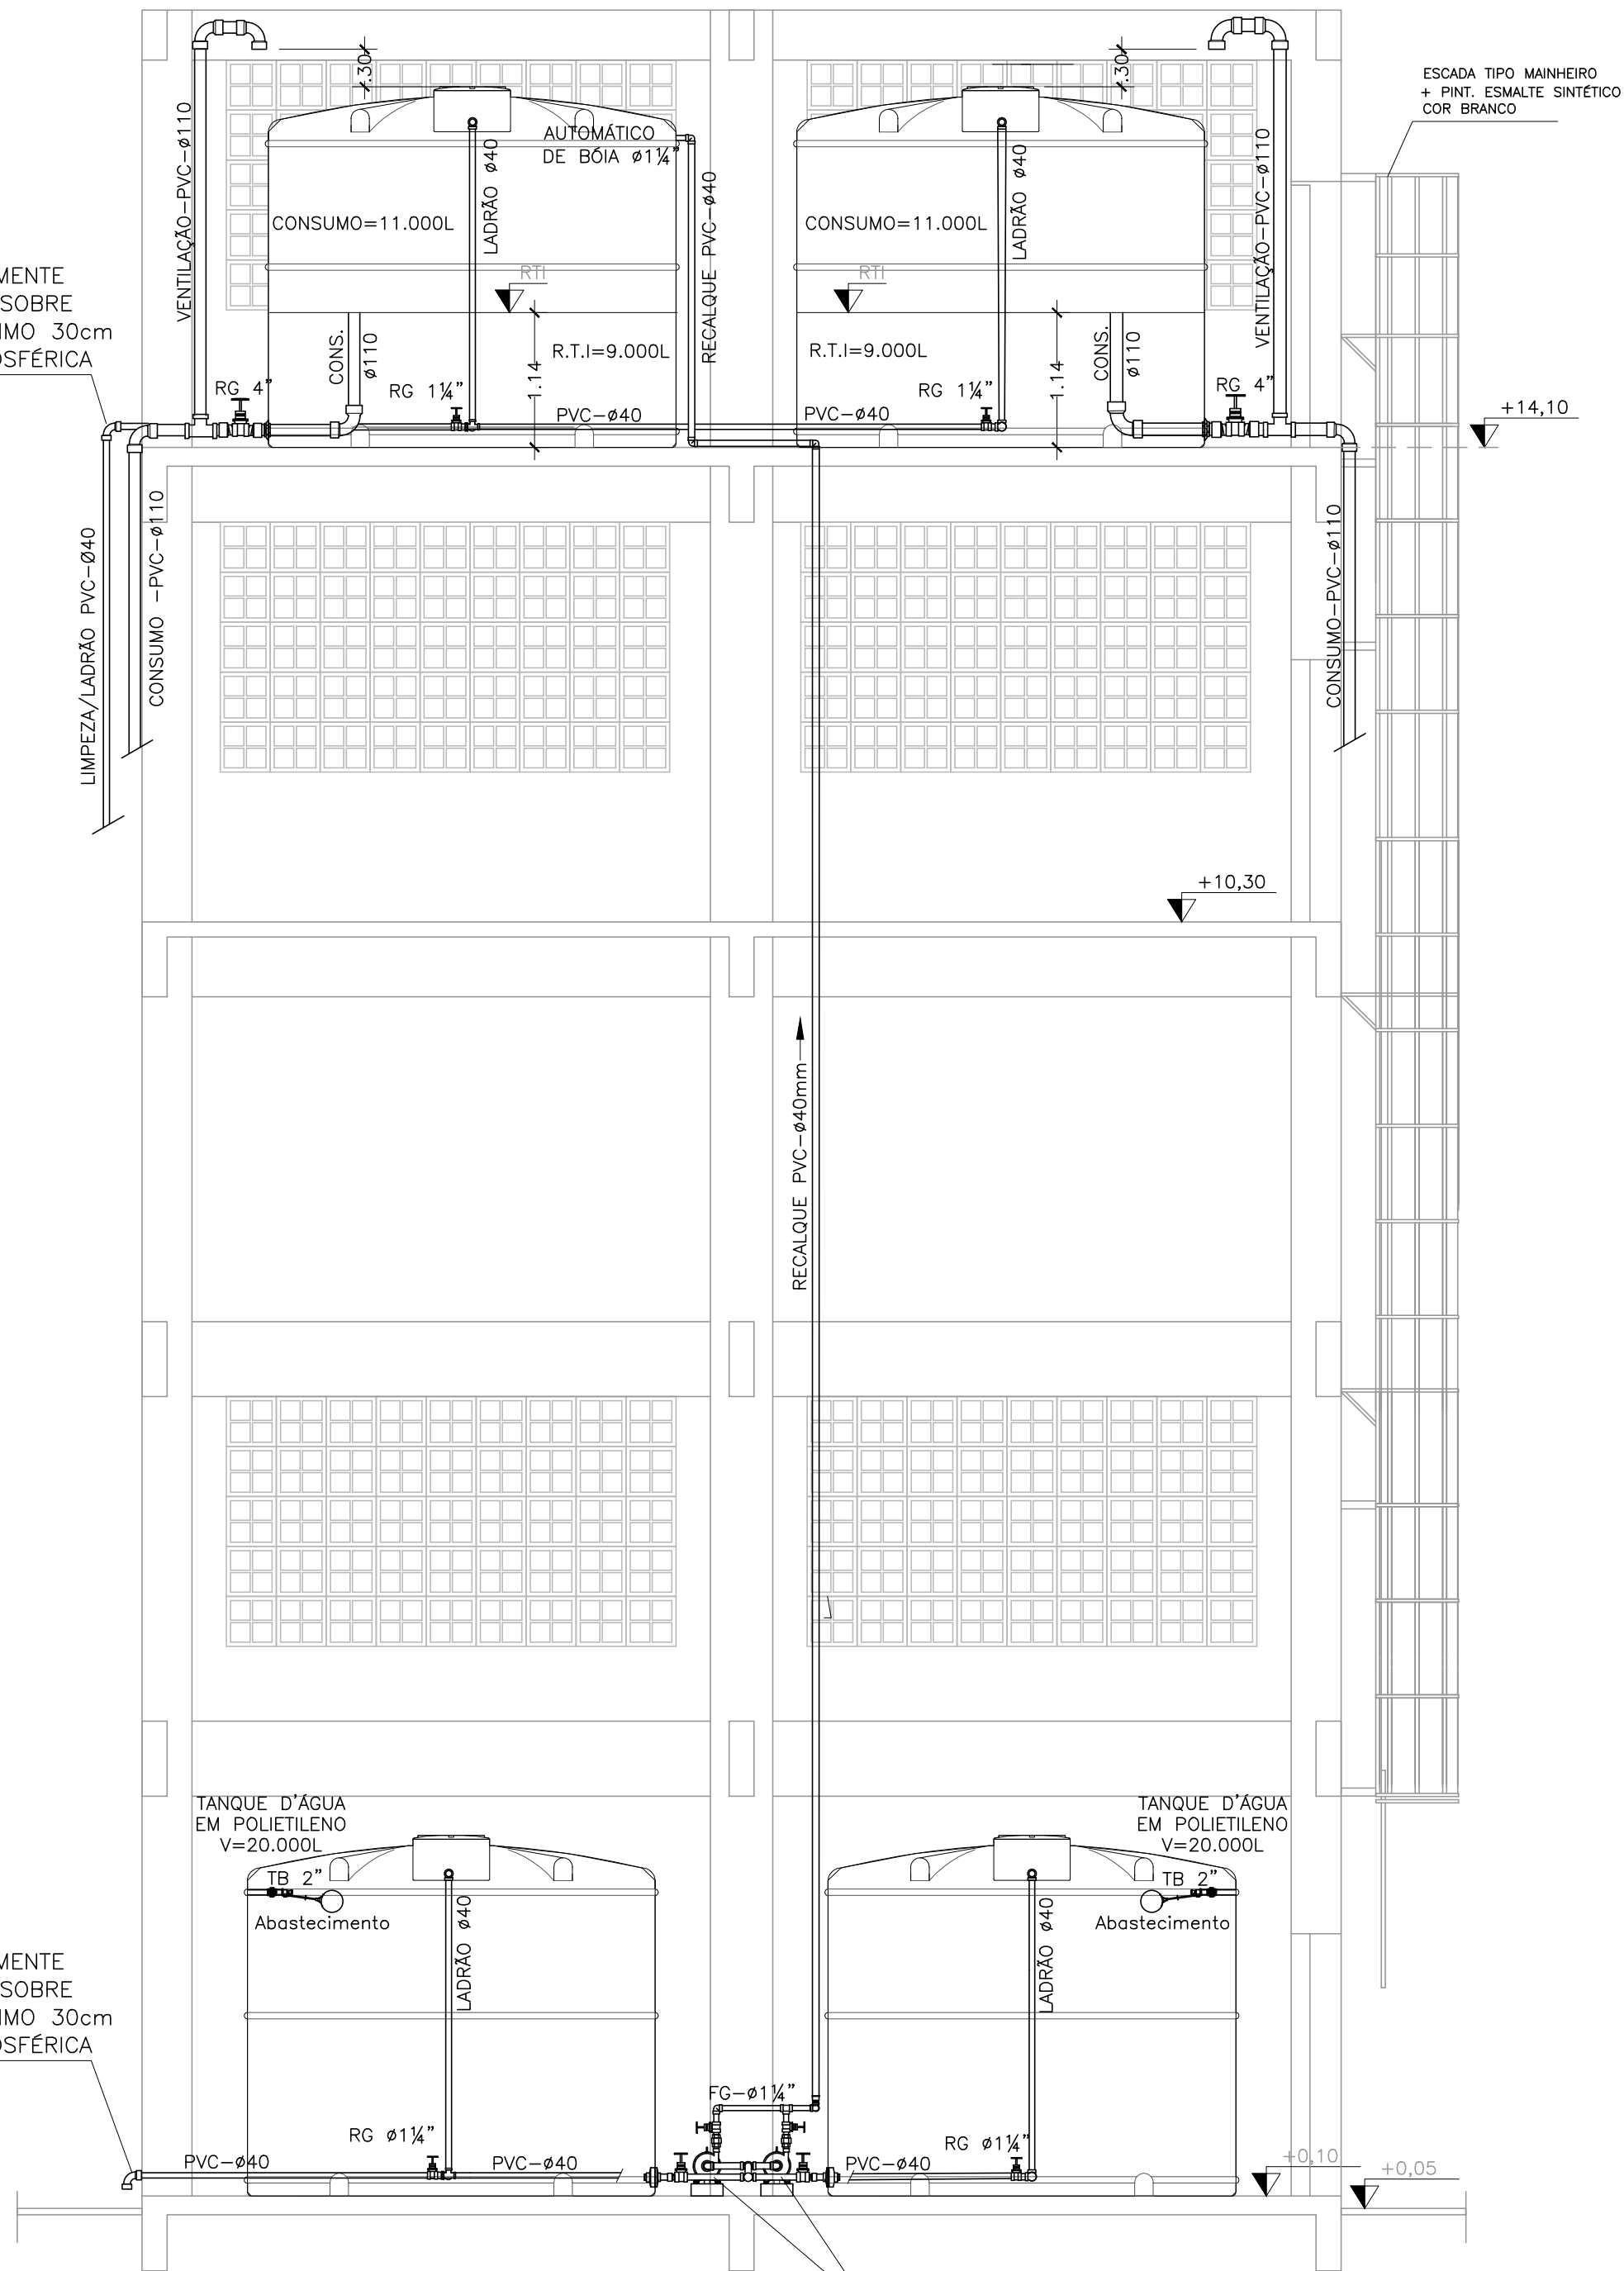 ESCADA TIPO MAINHEIRO
+ PINT. ESMALTE SINTÉTICO
COR BRANCO
.30
.30
VENTILAÇÃO-PVC-ø110
AUTOMÁTICO
DE BÓIA ø1¼"
LADRÃO ø40
CONSUMO=11.000L
RECALQUE PVC-ø40
LADRÃO ø40
CONSUMO=11.000L
VENTILAÇÃO-PVC-ø110
RTI
RTI
MENTE
SOBRE
IMO 30cm
OSFÉRICA
CONS.
ø110
1.14
R.T.I=9.000L
R.T.I=9.000L
1.14
CONS.
ø110
RG 4"
RG 1¼"
PVC-ø40
PVC-ø40
RG 1¼"
RG 4"
+14,10
LIMPEZA/LADRÃO PVC-Ø40
CONSUMO -PVC-ø110
CONSUMO-PVC-ø110
+10,30
RECALQUE PVC-ø40mm
TANQUE D'ÁGUA
EM POLIETILENO
V=20.000L
TANQUE D'ÁGUA
EM POLIETILENO
V=20.000L
TB 2"
Abastecimento
LADRÃO ø40
TB 2"
Abastecimento
LADRÃO ø40
MENTE
SOBRE
IMO 30cm
OSFÉRICA
FG-ø1¼"
RG ø1¼"
RG ø1¼"
PVC-ø40
PVC-ø40
PVC-ø40
+0,10
+0,05